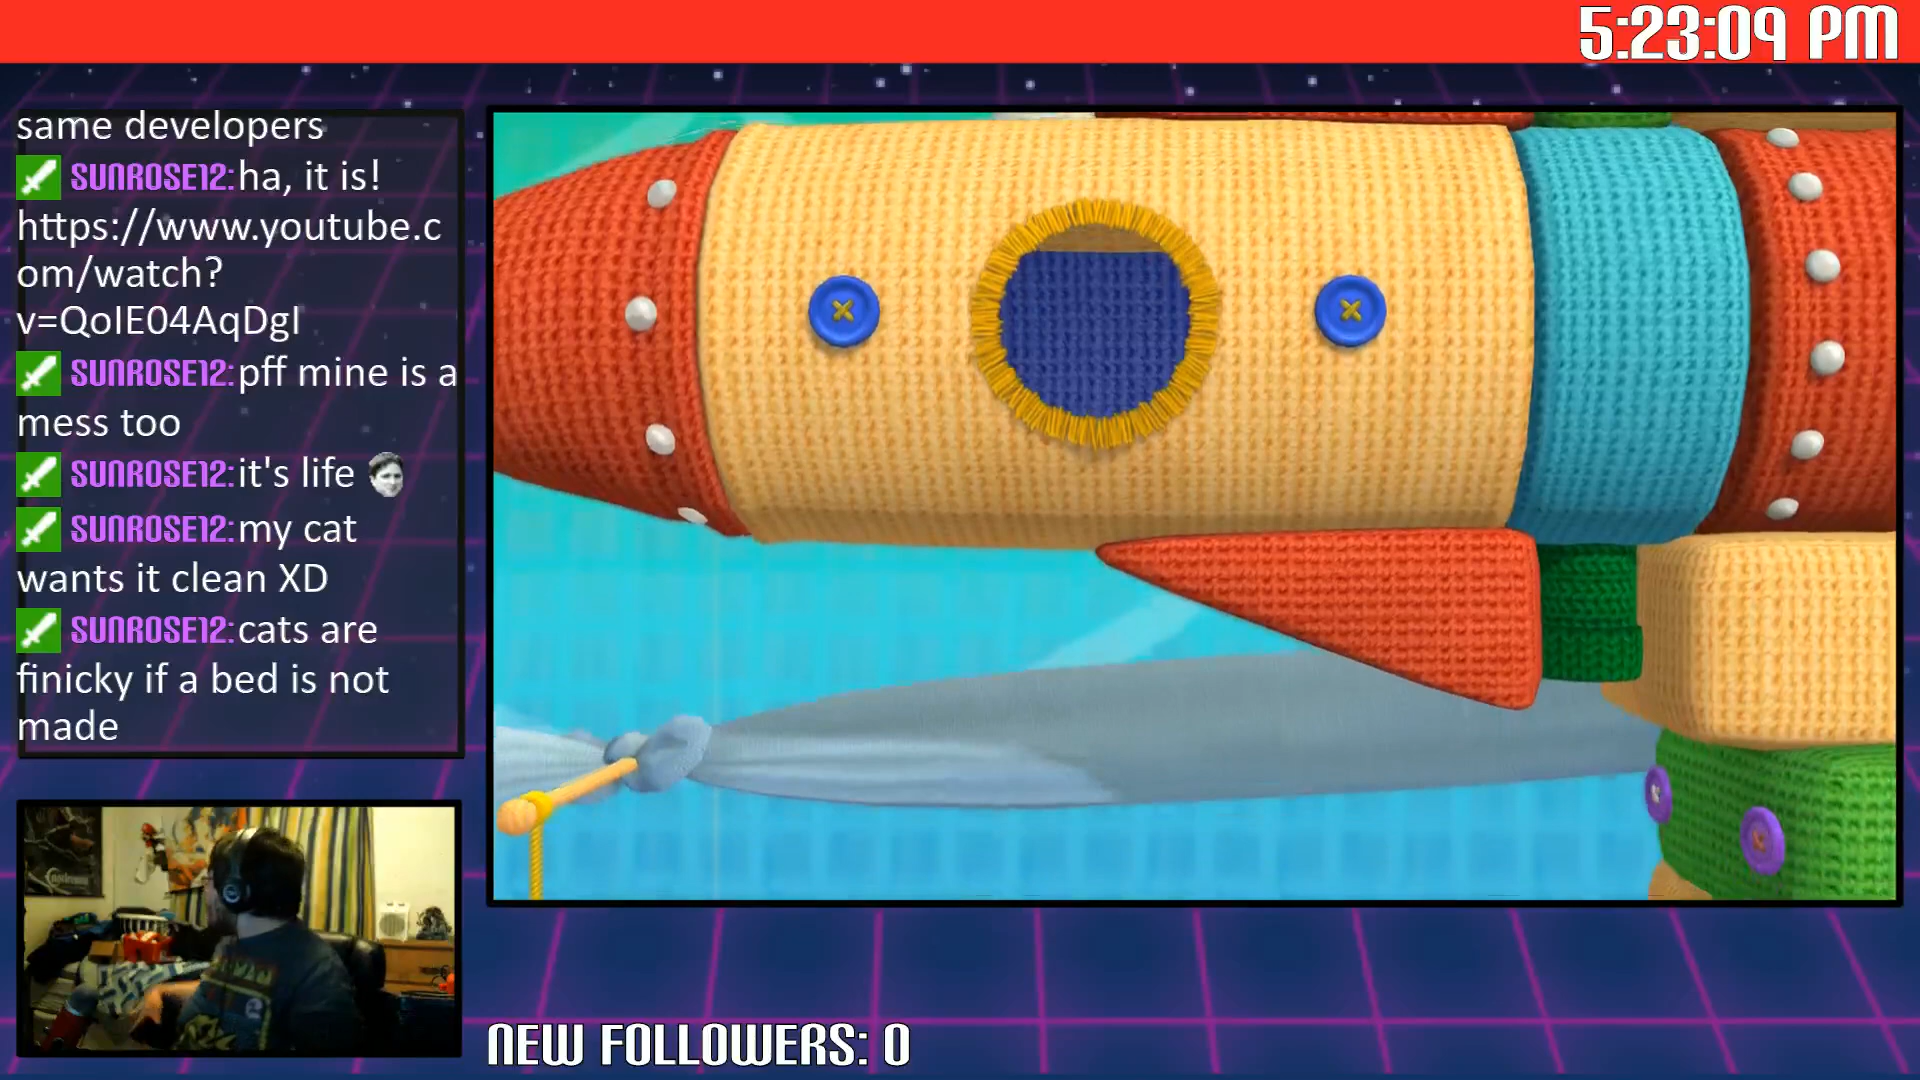 5:23:09 PM
same developers
SUNROSE12: ha, it is!
https://www.youtube.c
om/watch?
v=QoIE04AqDgI
SUNROSE12: pff mine is a
mess too
SUNROSE12: it's life
SUNROSE12: my cat
wants it clean XD
SUNROSE12: cats are
finicky if a bed is not
made
NEW FOLLOWERS: 0